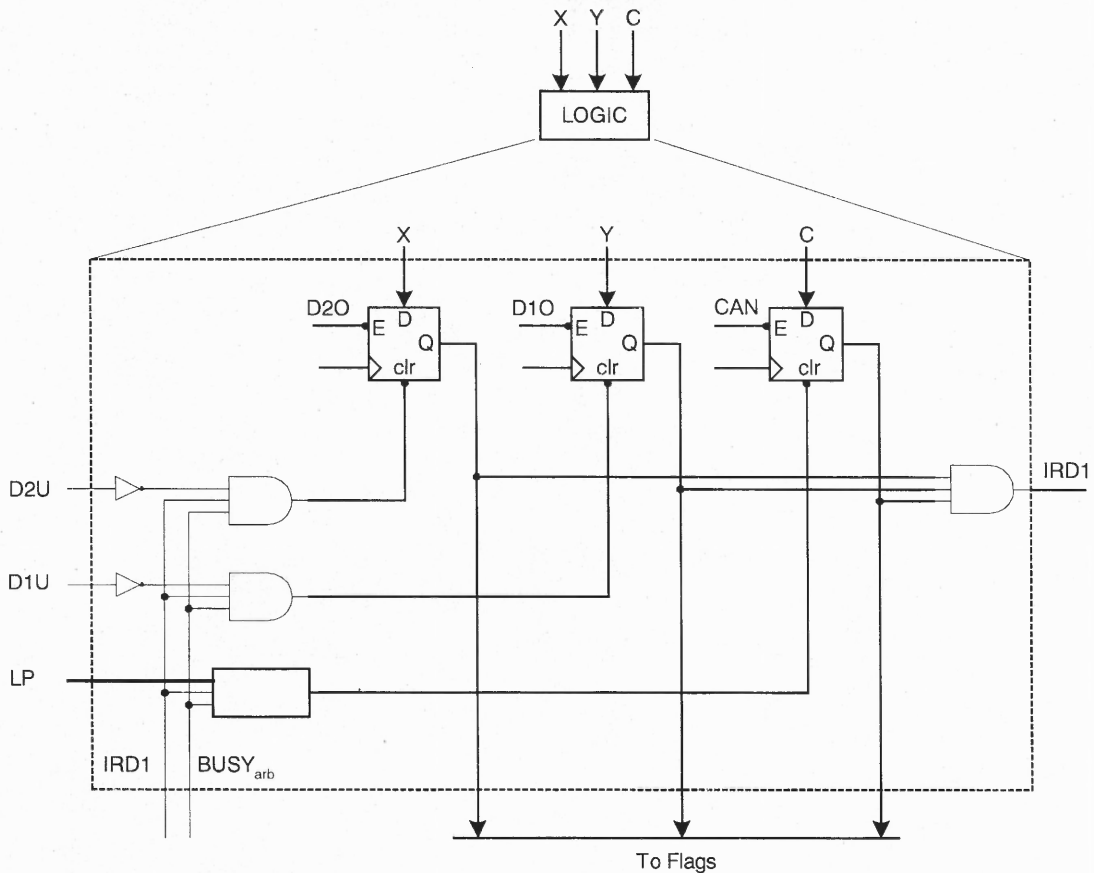 X Y C
LOGIC
X Y C
D2O D1O CAN
E D Q clr
E D Q clr
E D Q clr
D2U
IRD1
D1U
LP
IRD1 BUSYarb
To Flags